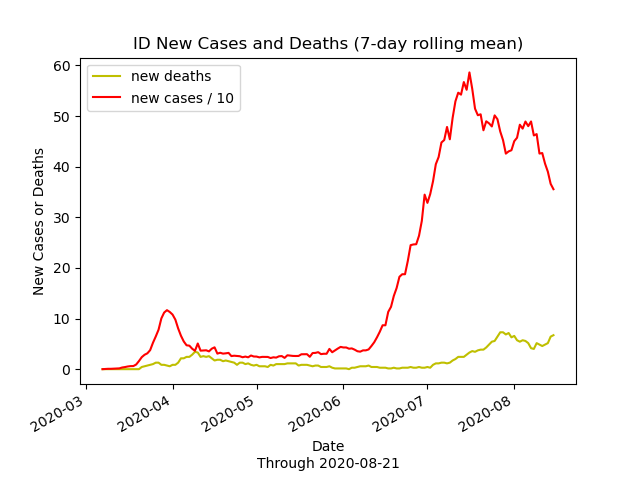 ID New Cases and Deaths (7-day rolling mean)
new deaths
new cases / 10
New Cases or Deaths
60
50
40
30
20
10
0
2020-03
2020-04
2020-05
2020-06
2020-07
2020-08
Date
Through 2020-08-21